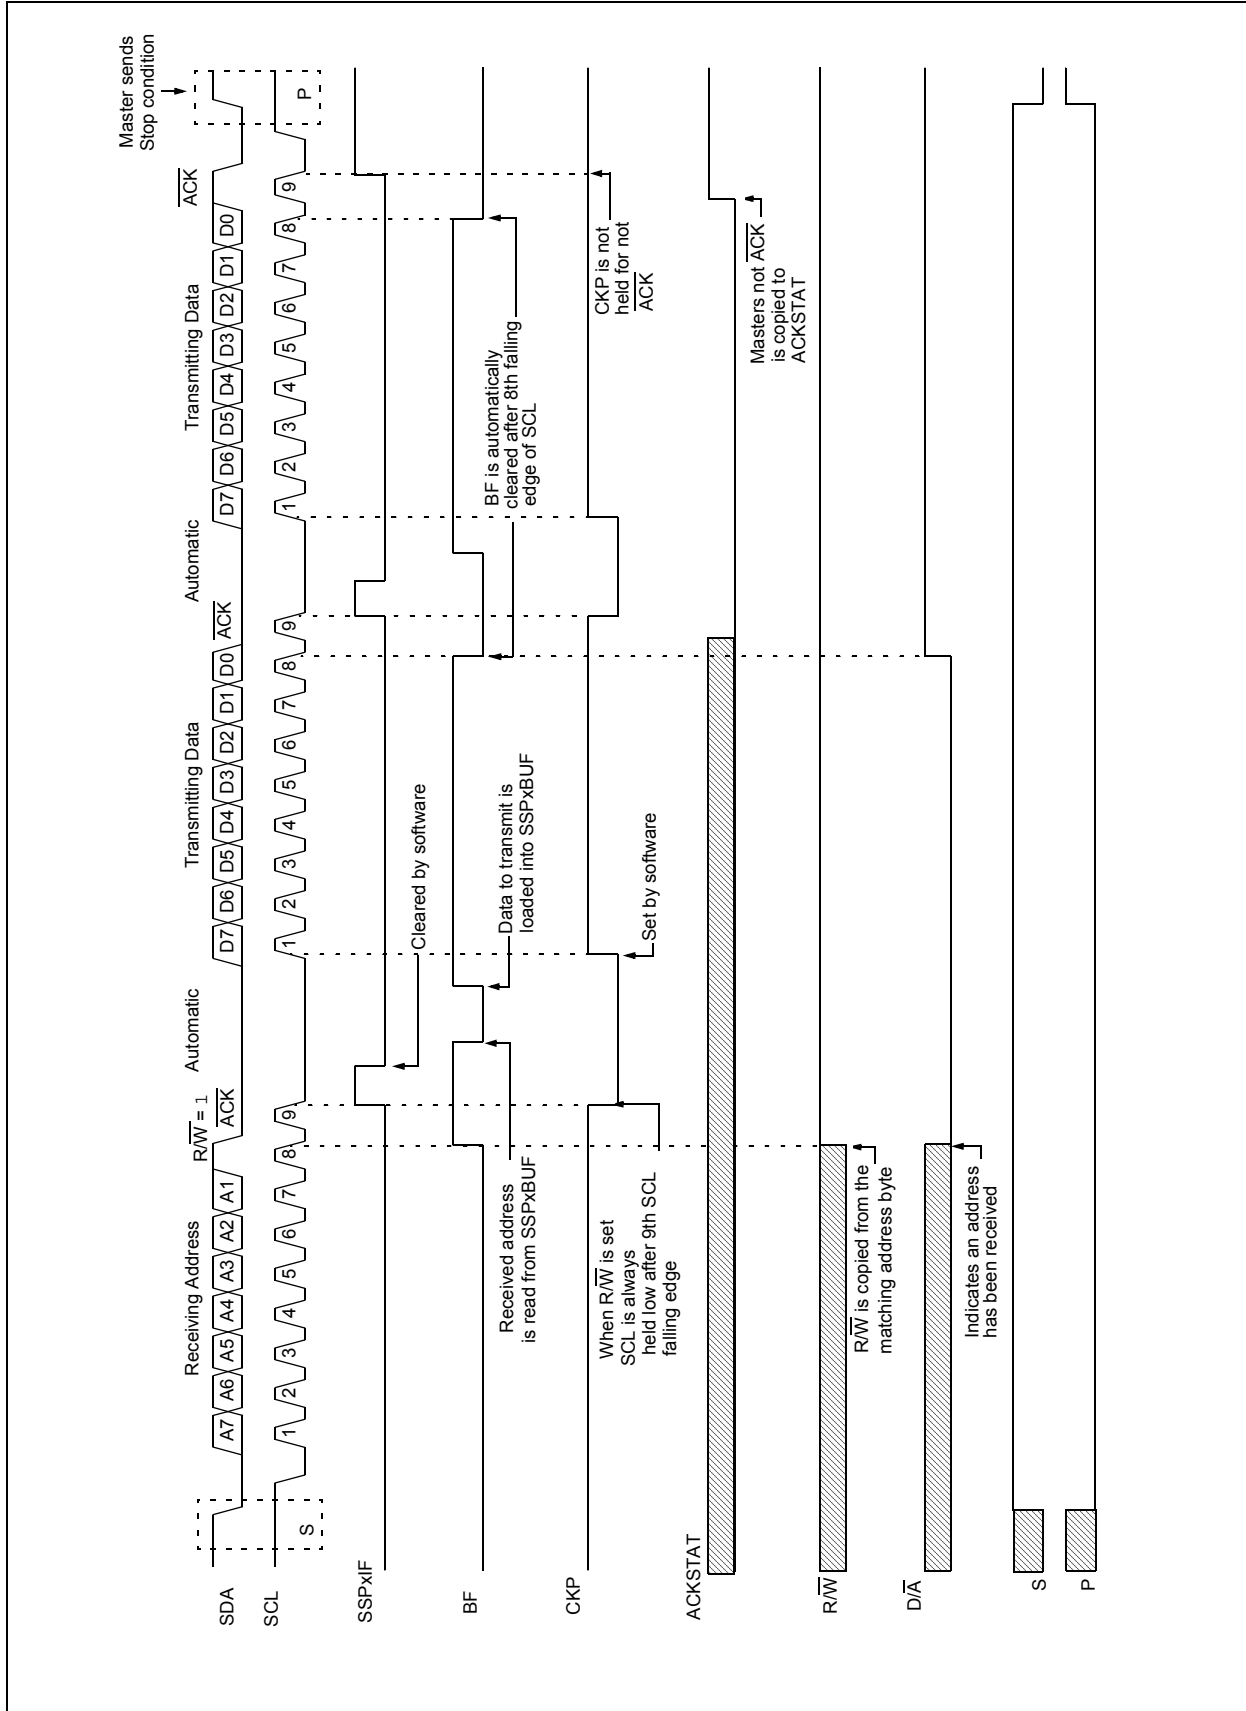 Master sends
Stop condition
Receiving Address
R/W = 1
ACK
Automatic
Transmitting Data
ACK
Automatic
Transmitting Data
ACK
SDA
A7 A6 A5 A4 A3 A2 A1
D7 D6 D5 D4 D3 D2 D1 D0
D7 D6 D5 D4 D3 D2 D1 D0
SCL
S
1 2 3 4 5 6 7 8 9
1 2 3 4 5 6 7 8 9
1 2 3 4 5 6 7 8 9
P
SSPxIF
Cleared by software
BF
Received address
is read from SSPxBUF
Data to transmit is
loaded into SSPxBUF
BF is automatically
cleared after 8th falling
edge of SCL
CKP
When R/W is set
SCL is always
held low after 9th SCL
falling edge
Set by software
CKP is not
held for not
ACK
ACKSTAT
Masters not ACK
is copied to
ACKSTAT
R/W
R/W is copied from the
matching address byte
D/A
Indicates an address
has been received
S
P